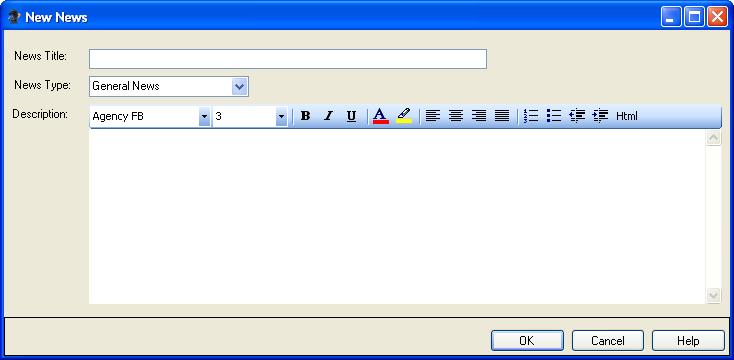 New News
News Title:
News Type: General News
Description: Agency FB 3 B I U A Html
OK Cancel Help